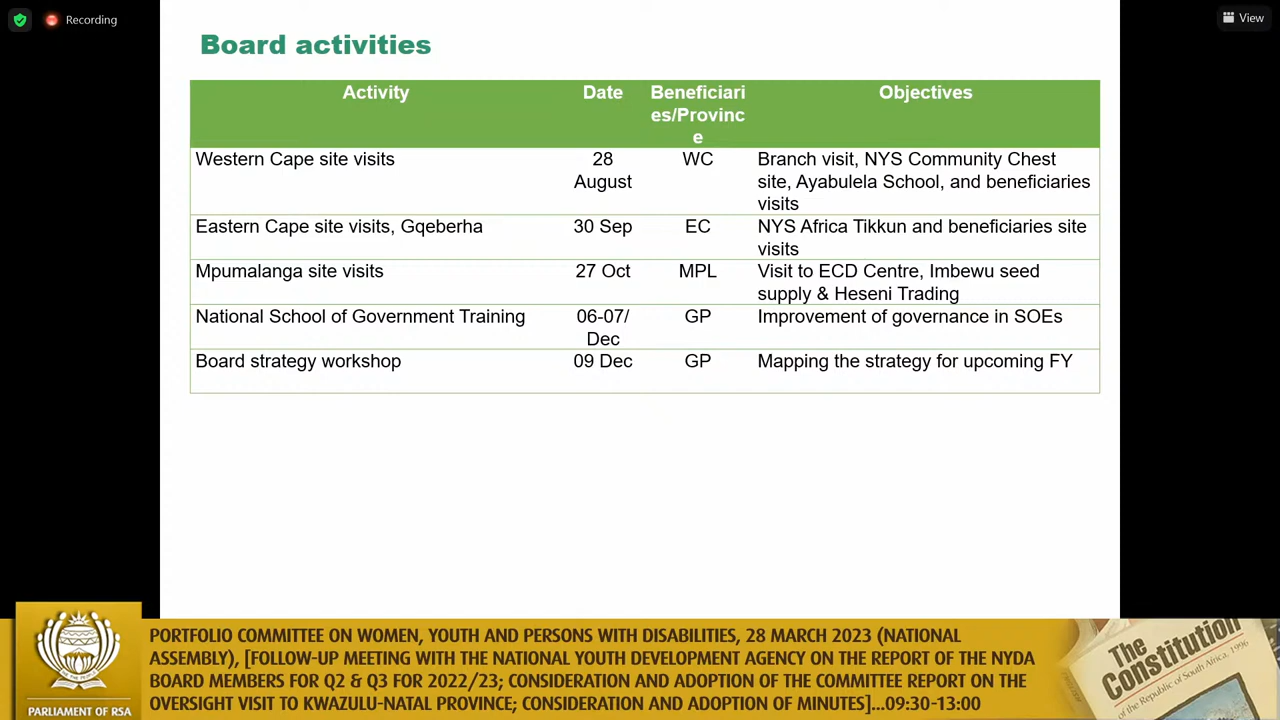 Recording
View
Board activities
Activity
Date
Beneficiari
es/Provinc
e
Objectives
Western Cape site visits
28
August
WC
Branch visit, NYS Community Chest
site, Ayabulela School, and beneficiaries
visits
Eastern Cape site visits, Gqeberha
30 Sep
EC
NYS Africa Tikkun and beneficiaries site
visits
Mpumalanga site visits
27 Oct
MPL
Visit to ECD Centre, Imbewu seed
supply & Heseni Trading
National School of Government Training
06-07/
Dec
GP
Improvement of governance in SOEs
Board strategy workshop
09 Dec
GP
Mapping the strategy for upcoming FY
PARLIAMENT OF RSA
PORTFOLIO COMMITTEE ON WOMEN, YOUTH AND PERSONS WITH DISABILITIES, 28 MARCH 2023 (NATIONAL
ASSEMBLY), [FOLLOW-UP MEETING WITH THE NATIONAL YOUTH DEVELOPMENT AGENCY ON THE REPORT OF THE NYDA
BOARD MEMBERS FOR Q2 & Q3 FOR 2022/23; CONSIDERATION AND ADOPTION OF THE COMMITTEE REPORT ON THE
OVERSIGHT VISIT TO KWAZULU-NATAL PROVINCE; CONSIDERATION AND ADOPTION OF MINUTES]...09:30-13:00
The
Constitution
of the Republic of South Africa, 1996